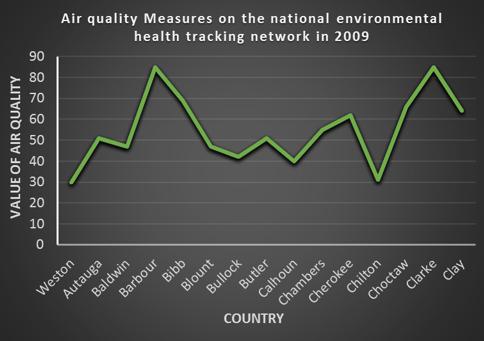 Air quality Measures on the national environmental
health tracking network in 2009
VALUE OF AIR QUALITY
90
80
70
60
50
40
30
20
10
0
Weston
Autauga
Baldwin
Barbour
Bibb
Blount
Bullock
Butler
Calhoun
Chambers
Cherokee
Chilton
Choctaw
Clarke
Clay
COUNTRY